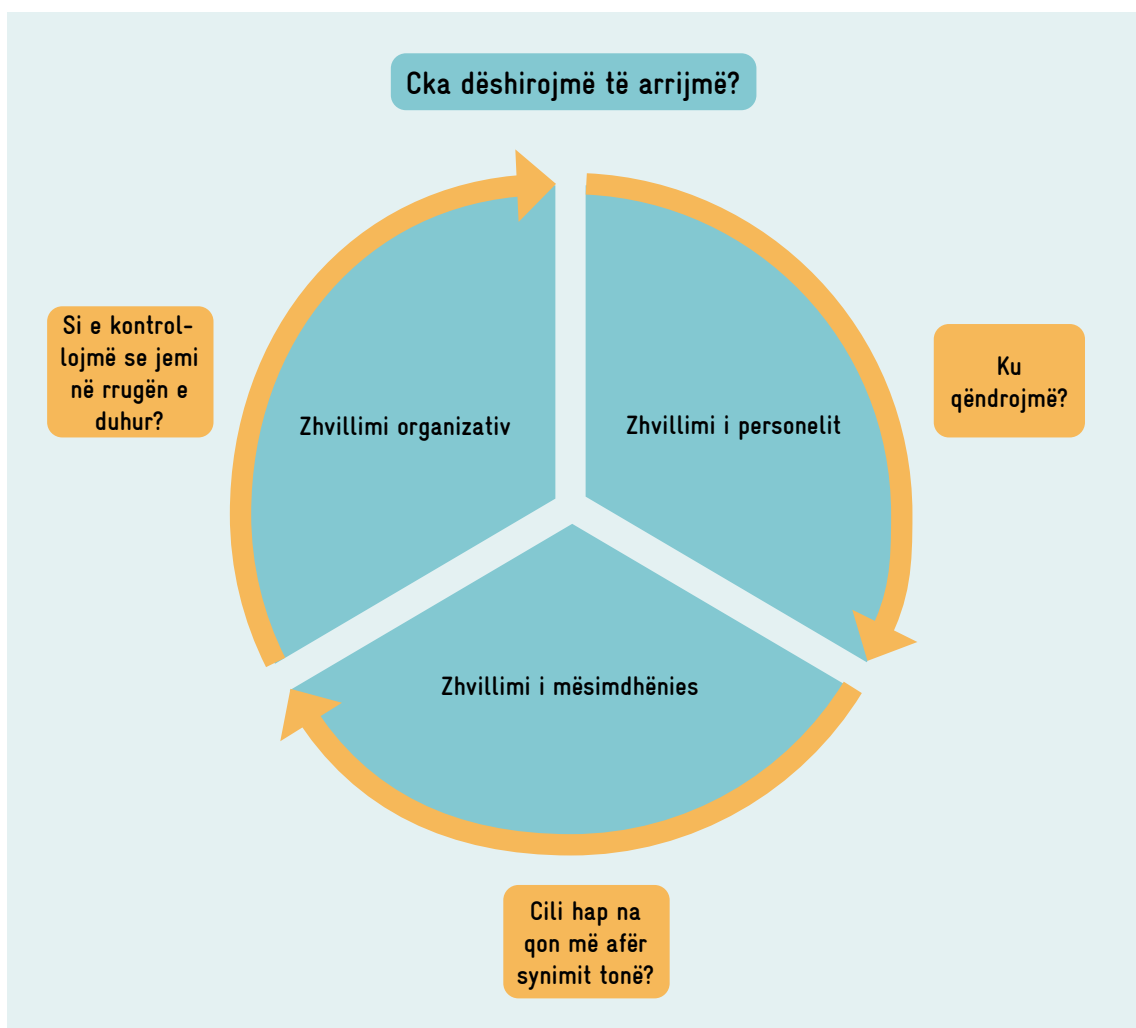 Cka dëshirojmë të arrijmë?
Si e kontrol-
lojmë se jemi
në rrugën e
duhur?
Ku
qëndrojmë?
Zhvillimi organizativ
Zhvillimi i personelit
Zhvillimi i mësimdhënies
Cili hap na
qon më afër
synimit tonë?